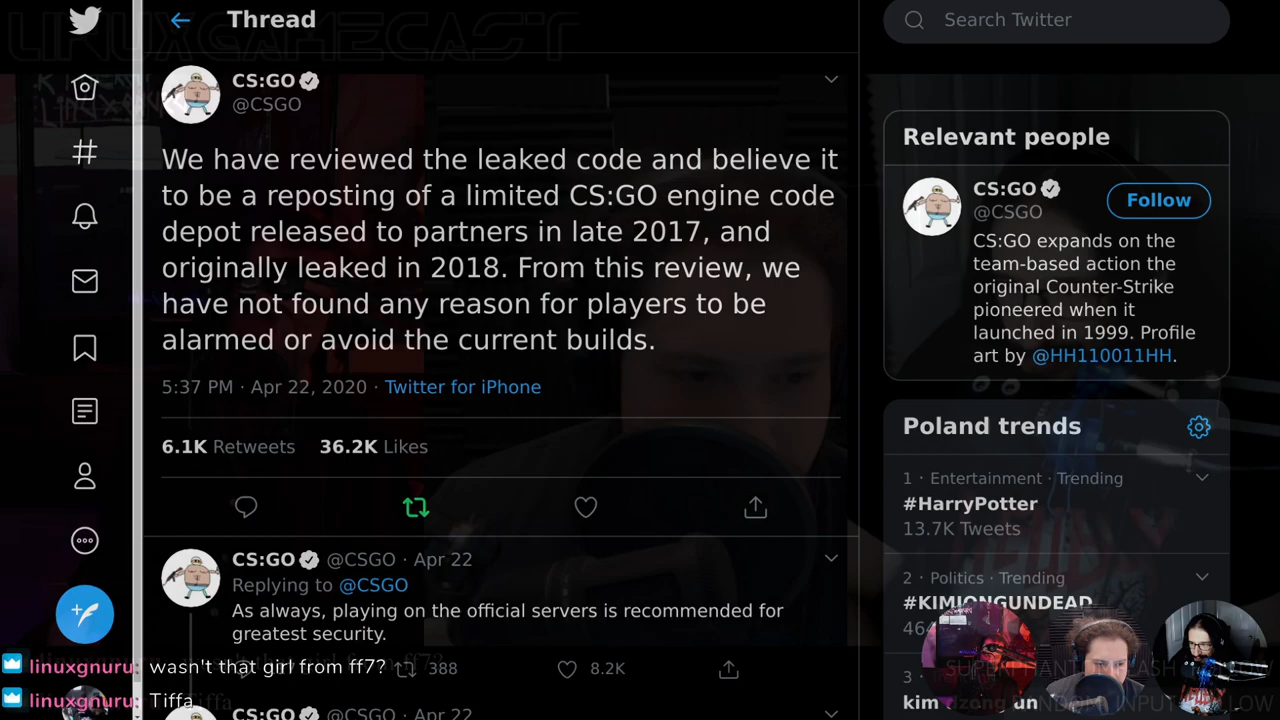 LINUXGAMECAST
Thread
Search Twitter
CS:GO
@CSGO
We have reviewed the leaked code and believe it
to be a reposting of a limited CS:GO engine code
depot released to partners in late 2017, and
originally leaked in 2018. From this review, we
have not found any reason for players to be
alarmed or avoid the current builds.
5:37 PM · Apr 22, 2020 · Twitter for iPhone
6.1K Retweets 36.2K Likes
CS:GO @CSGO · Apr 22
Replying to @CSGO
As always, playing on the official servers is recommended for
greatest security.
388 8.2K
CS:GO @CSGO · Apr 22
Relevant people
CS:GO
@CSGO
Follow
CS:GO expands on the
team-based action the
original Counter-Strike
pioneered when it
launched in 1999. Profile
art by @HH110011HH.
Poland trends
1 · Entertainment · Trending
#HarryPotter
13.7K Tweets
2 · Politics · Trending
#KIMJONGUNDEAD
464
3
kim dzong un
linuxgnuru: wasn't that girl from ff7?
linuxgnuru: Tiffa